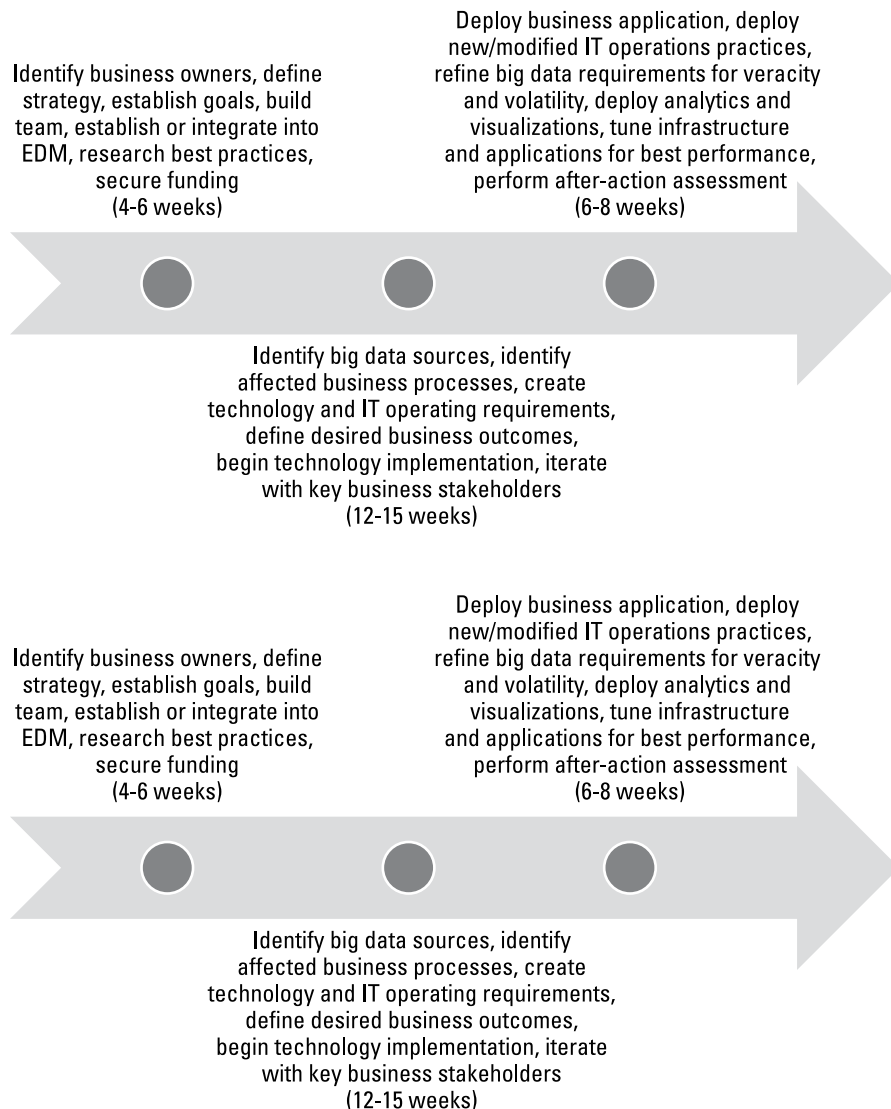 Identify business owners, define
strategy, establish goals, build
team, establish or integrate into
EDM, research best practices,
secure funding
(4-6 weeks)
Deploy business application, deploy
new/modified IT operations practices,
refine big data requirements for veracity
and volatility, deploy analytics and
visualizations, tune infrastructure
and applications for best performance,
perform after-action assessment
(6-8 weeks)
Identify big data sources, identify
affected business processes, create
technology and IT operating requirements,
define desired business outcomes,
begin technology implementation, iterate
with key business stakeholders
(12-15 weeks)
Identify business owners, define
strategy, establish goals, build
team, establish or integrate into
EDM, research best practices,
secure funding
(4-6 weeks)
Deploy business application, deploy
new/modified IT operations practices,
refine big data requirements for veracity
and volatility, deploy analytics and
visualizations, tune infrastructure
and applications for best performance,
perform after-action assessment
(6-8 weeks)
Identify big data sources, identify
affected business processes, create
technology and IT operating requirements,
define desired business outcomes,
begin technology implementation, iterate
with key business stakeholders
(12-15 weeks)